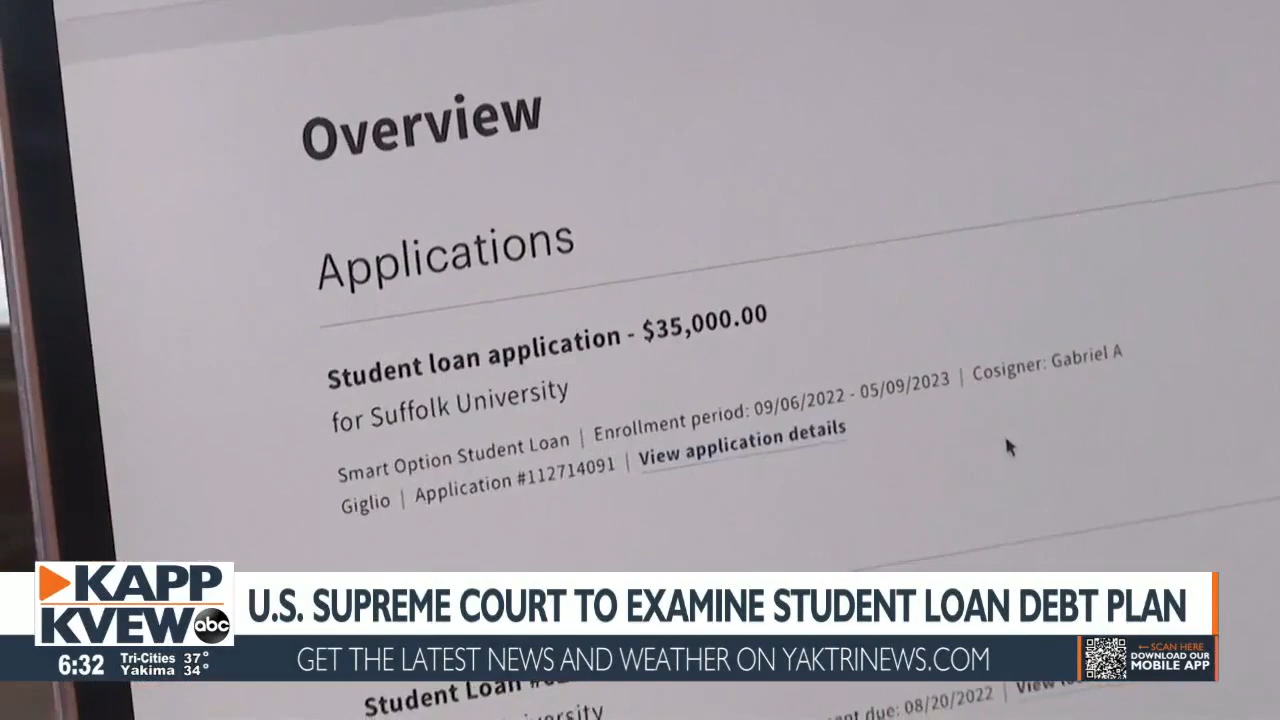 Overview
Applications
Student loan application - $35,000.00
for Suffolk University
Smart Option Student Loan | Enrollment period: 09/06/2022 - 05/09/2023 | Cosigner: Gabriel A
Giglio | Application #112714091 | View application details
KAPP
KVEW abc
U.S. SUPREME COURT TO EXAMINE STUDENT LOAN DEBT PLAN
6:32
Tri-Cities 37°
Yakima 34°
GET THE LATEST NEWS AND WEATHER ON YAKTRINEWS.COM
SCAN HERE
DOWNLOAD OUR
MOBILE APP
Student Loan
due: 08/20/2022 | View